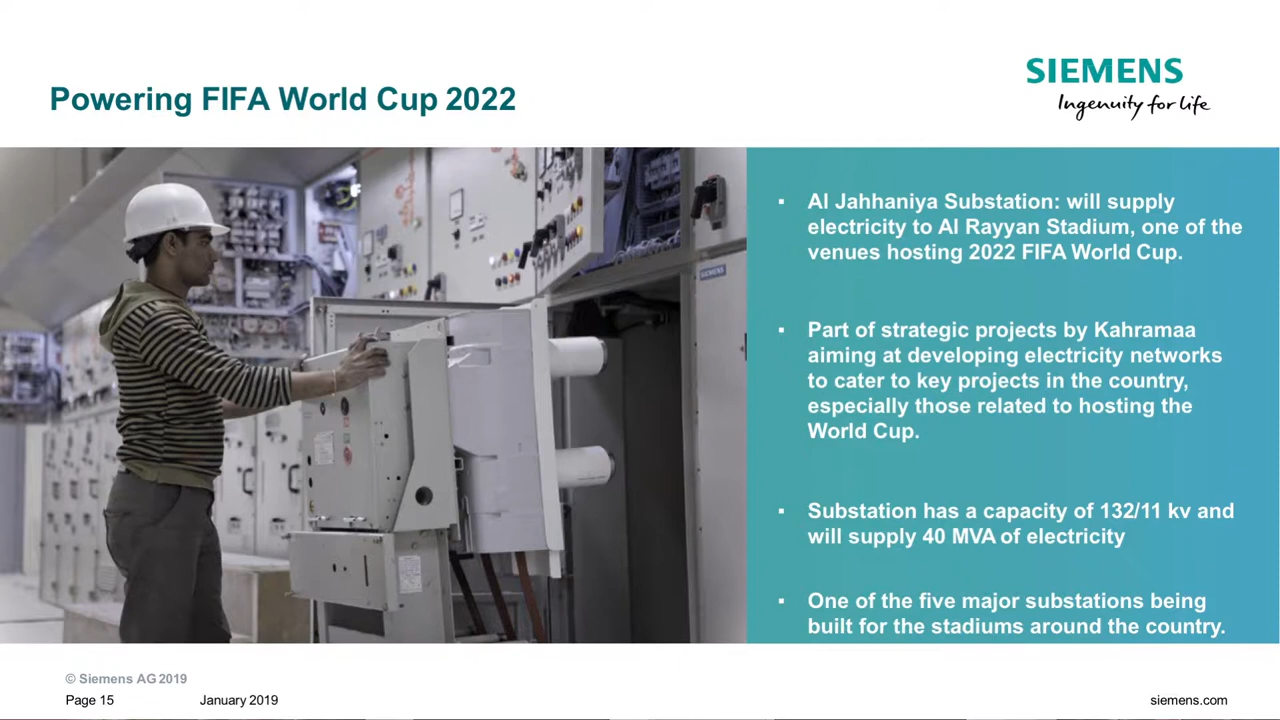 Powering FIFA World Cup 2022
SIEMENS
Ingenuity for life
▪ Al Jahhaniya Substation: will supply
electricity to Al Rayyan Stadium, one of the
venues hosting 2022 FIFA World Cup.
▪ Part of strategic projects by Kahramaa
aiming at developing electricity networks
to cater to key projects in the country,
especially those related to hosting the
World Cup.
▪ Substation has a capacity of 132/11 kv and
will supply 40 MVA of electricity
▪ One of the five major substations being
built for the stadiums around the country.
SIEMENS
© Siemens AG 2019
Page 15 January 2019 siemens.com